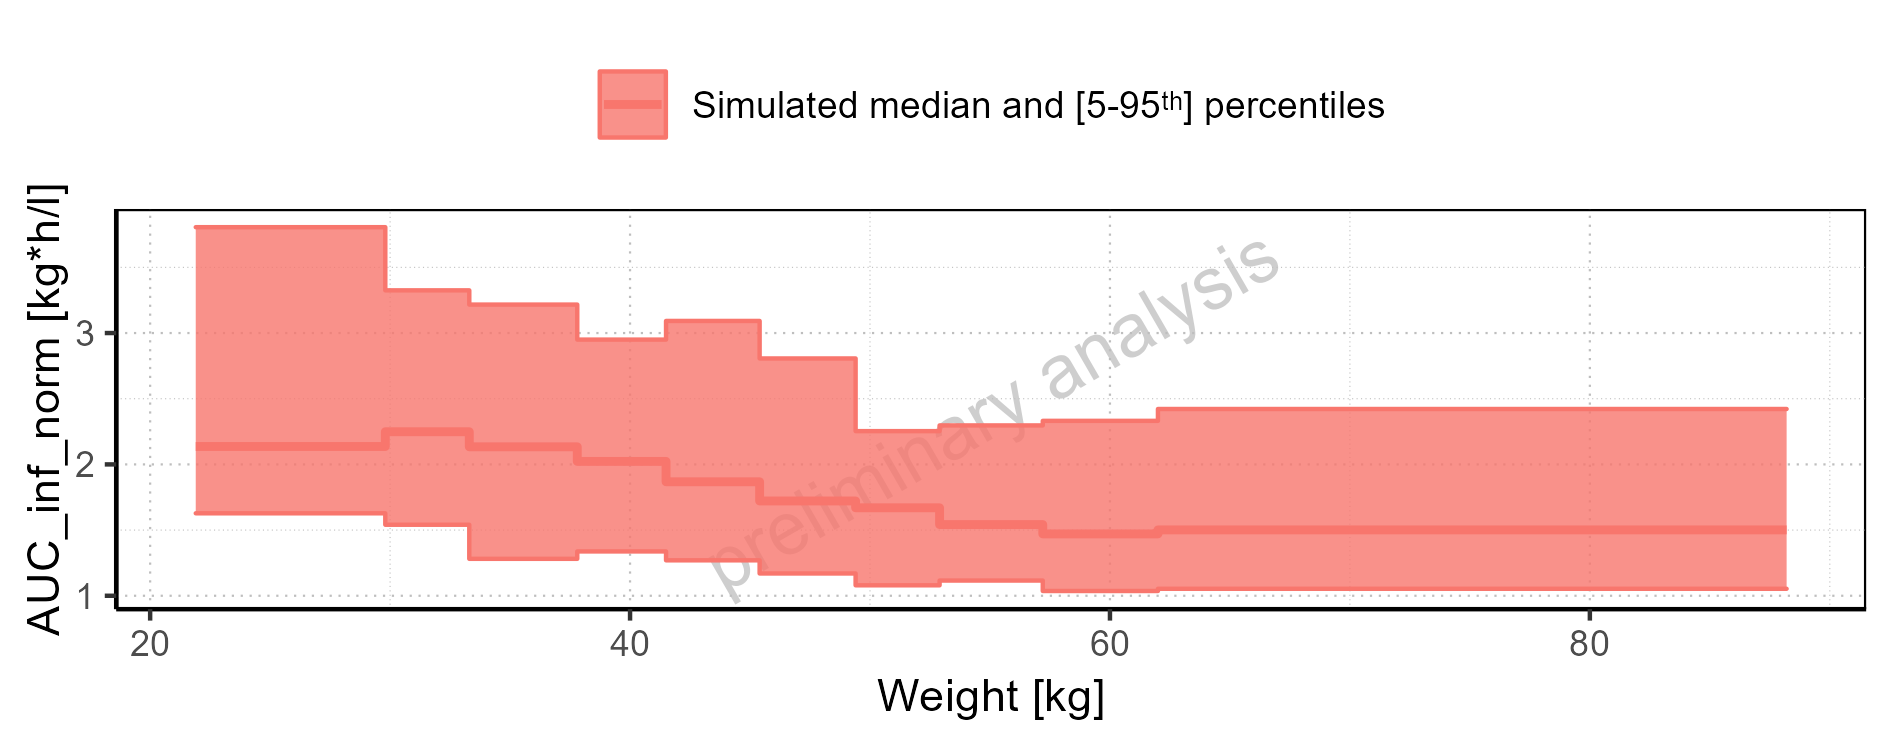 Simulated median and [5-95th] percentiles
AUC_inf_norm [kg*h/l]
3
2
1
preliminary analysis
20 40 60 80
Weight [kg]